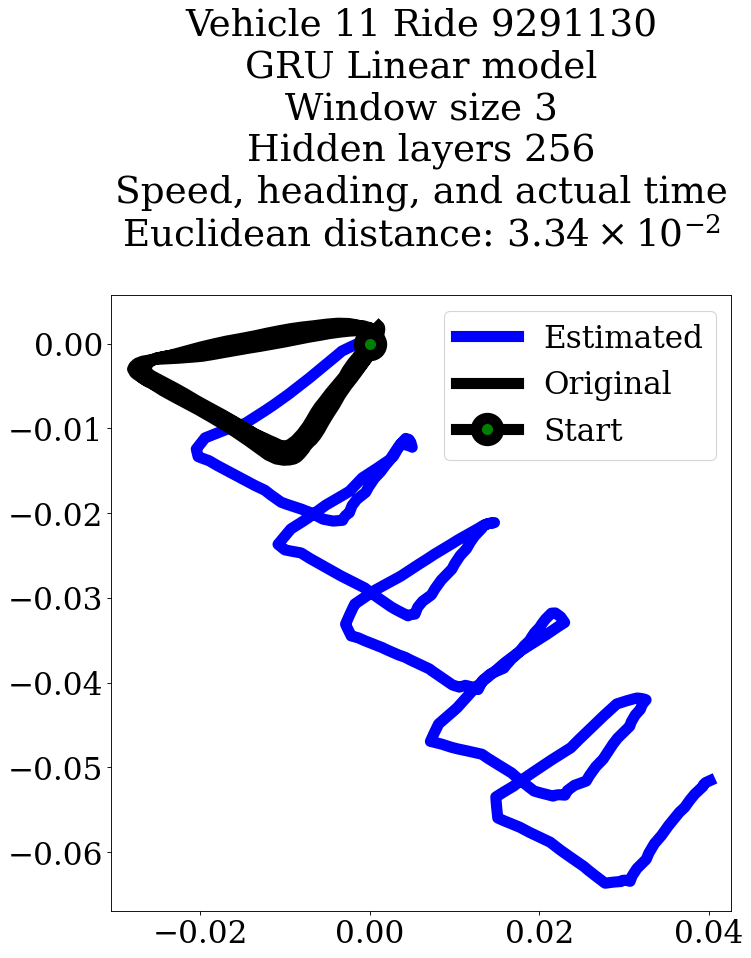 Vehicle 11 Ride 9291130
GRU Linear model
Window size 3
Hidden layers 256
Speed, heading, and actual time
Euclidean distance: 3.34 × 10⁻²
Estimated
Original
Start
0.00
−0.01
−0.02
−0.03
−0.04
−0.05
−0.06
−0.02 0.00 0.02 0.04